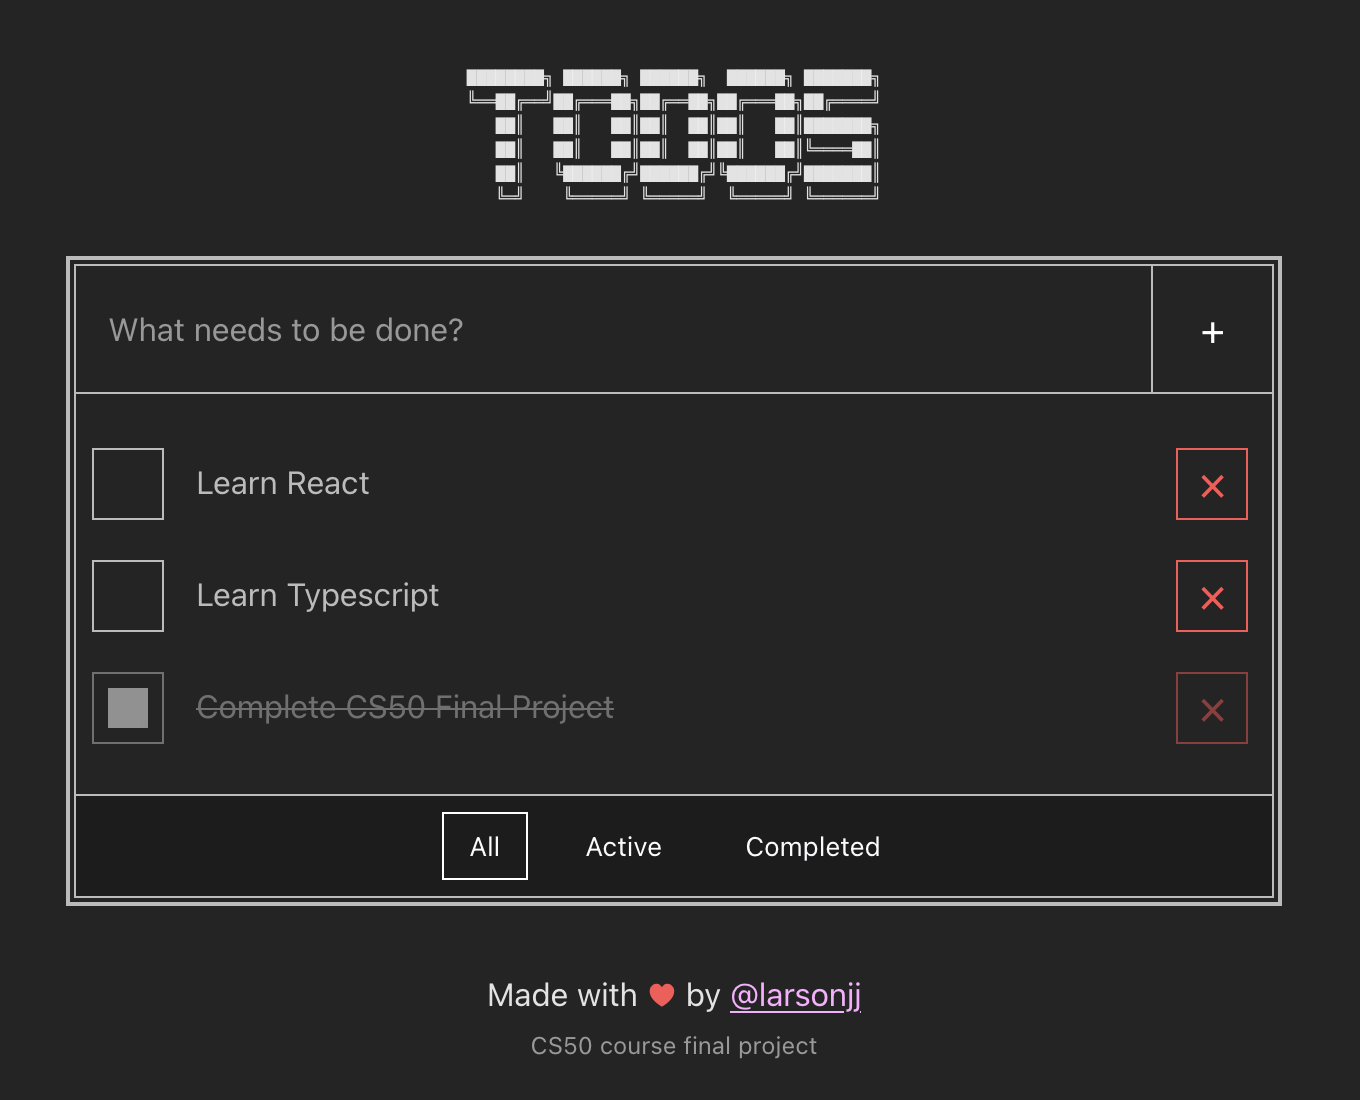 TODOS
What needs to be done? +
Learn React ×
Learn Typescript ×
Complete CS50 Final Project ×
All Active Completed
Made with ♥ by @larsonjj
CS50 course final project